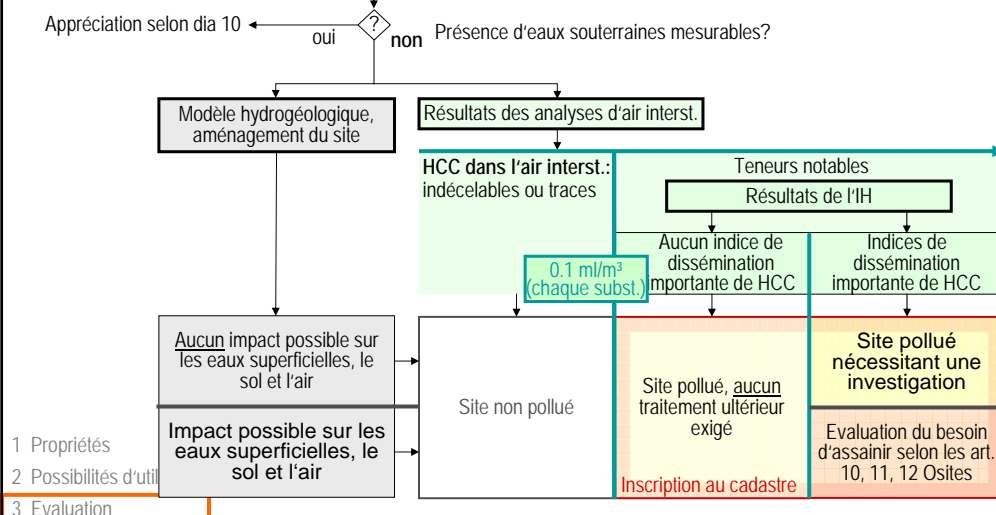 Appréciation selon dia 10
oui
?
non
Présence d'eaux souterraines mesurables?
Modèle hydrogéologique,
aménagement du site
Résultats des analyses d'air interst.
HCC dans l'air interst.:
indécelables ou traces
Teneurs notables
Résultats de l'IH
0.1 ml/m³
(chaque subst.)
Aucun indice de
dissémination
importante de HCC
Indices de
dissémination
importante de HCC
Aucun impact possible sur
les eaux superficielles, le
sol et l'air
Impact possible sur les
eaux superficielles, le
sol et l'air
Site non pollué
Site pollué, aucun
traitement ultérieur
exigé
Inscription au cadastre
Site pollué
nécessitant une
investigation
Evaluation du besoin
d'assainir selon les art.
10, 11, 12 Osites
1 Propriétés
2 Possibilités d'util
3 Evaluation